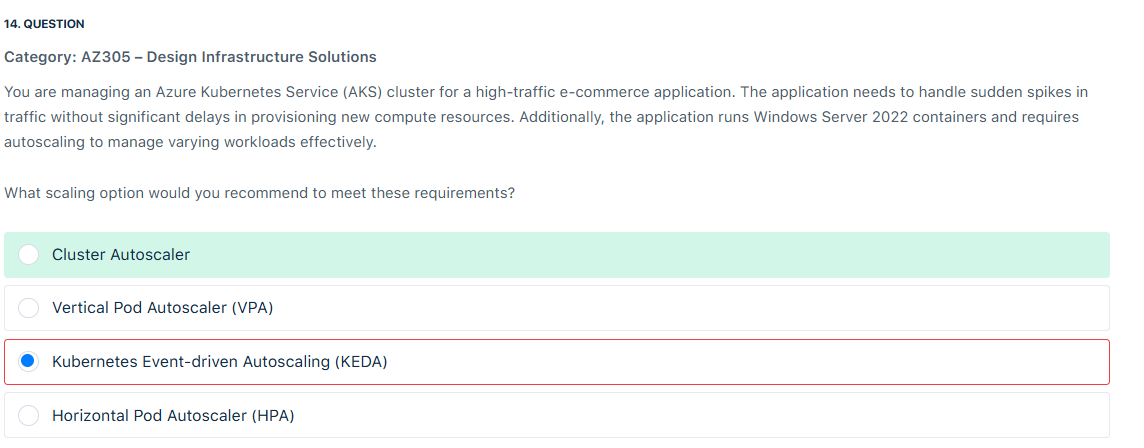 14. QUESTION
Category: AZ305 – Design Infrastructure Solutions
You are managing an Azure Kubernetes Service (AKS) cluster for a high-traffic e-commerce application. The application needs to handle sudden spikes in
traffic without significant delays in provisioning new compute resources. Additionally, the application runs Windows Server 2022 containers and requires
autoscaling to manage varying workloads effectively.
What scaling option would you recommend to meet these requirements?
Cluster Autoscaler
Vertical Pod Autoscaler (VPA)
Kubernetes Event-driven Autoscaling (KEDA)
Horizontal Pod Autoscaler (HPA)